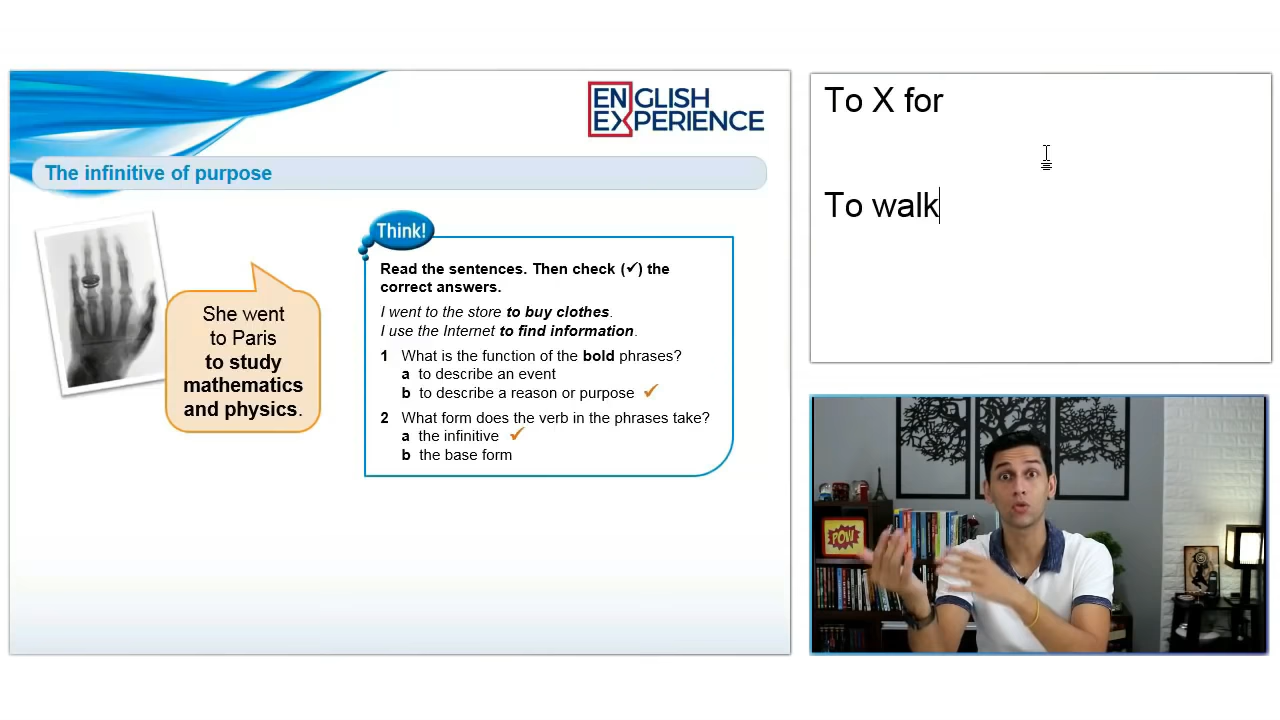 ENGLISH
EXPERIENCE
The infinitive of purpose
She went
to Paris
to study
mathematics
and physics.
Think!
Read the sentences. Then check (✓) the
correct answers.
I went to the store to buy clothes.
I use the Internet to find information.
1 What is the function of the bold phrases?
a to describe an event
b to describe a reason or purpose ✓
2 What form does the verb in the phrases take?
a the infinitive ✓
b the base form
To X for
To walk
POW